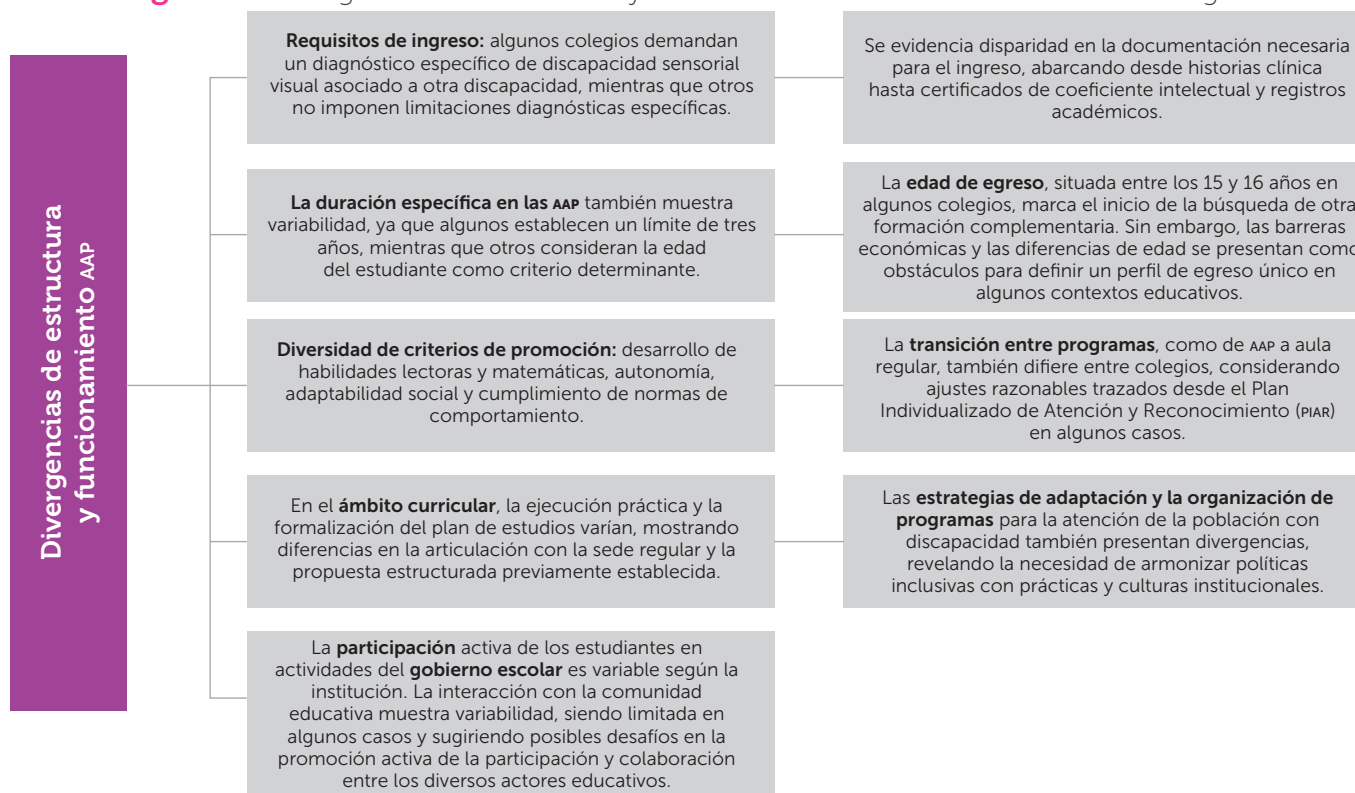 Divergencias de estructura
y funcionamiento AAP
Requisitos de ingreso: algunos colegios demandan
un diagnóstico específico de discapacidad sensorial
visual asociado a otra discapacidad, mientras que otros
no imponen limitaciones diagnósticas específicas.
Se evidencia disparidad en la documentación necesaria
para el ingreso, abarcando desde historias clínica
hasta certificados de coeficiente intelectual y registros
académicos.
La duración específica en las AAP también muestra
variabilidad, ya que algunos establecen un límite de tres
años, mientras que otros consideran la edad
del estudiante como criterio determinante.
La edad de egreso, situada entre los 15 y 16 años en
algunos colegios, marca el inicio de la búsqueda de otra
formación complementaria. Sin embargo, las barreras
económicas y las diferencias de edad se presentan como
obstáculos para definir un perfil de egreso único en
algunos contextos educativos.
Diversidad de criterios de promoción: desarrollo de
habilidades lectoras y matemáticas, autonomía,
adaptabilidad social y cumplimiento de normas de
comportamiento.
La transición entre programas, como de AAP a aula
regular, también difiere entre colegios, considerando
ajustes razonables trazados desde el Plan
Individualizado de Atención y Reconocimiento (PIAR)
en algunos casos.
En el ámbito curricular, la ejecución práctica y la
formalización del plan de estudios varían, mostrando
diferencias en la articulación con la sede regular y la
propuesta estructurada previamente establecida.
Las estrategias de adaptación y la organización de
programas para la atención de la población con
discapacidad también presentan divergencias,
revelando la necesidad de armonizar políticas
inclusivas con prácticas y culturas institucionales.
La participación activa de los estudiantes en
actividades del gobierno escolar es variable según la
institución. La interacción con la comunidad
educativa muestra variabilidad, siendo limitada en
algunos casos y sugiriendo posibles desafíos en la
promoción activa de la participación y colaboración
entre los diversos actores educativos.